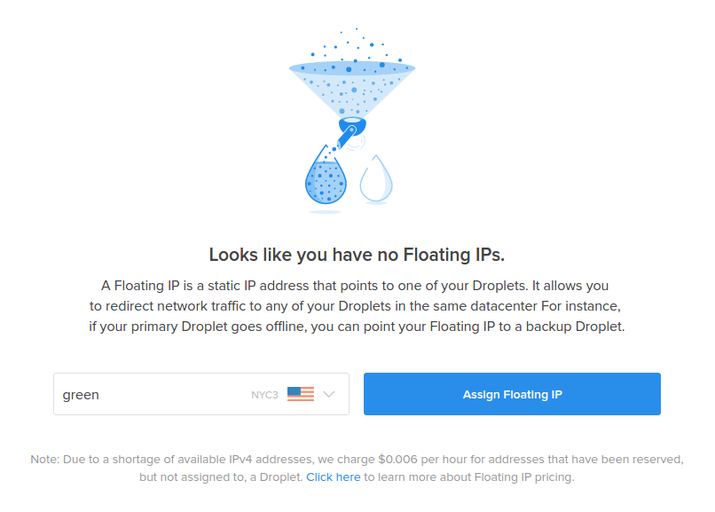 Looks like you have no Floating IPs.
A Floating IP is a static IP address that points to one of your Droplets. It allows you
to redirect network traffic to any of your Droplets in the same datacenter For instance,
if your primary Droplet goes offline, you can point your Floating IP to a backup Droplet.
green NYC3 Assign Floating IP
Note: Due to a shortage of available IPv4 addresses, we charge $0.006 per hour for addresses that have been reserved,
but not assigned to, a Droplet. Click here to learn more about Floating IP pricing.